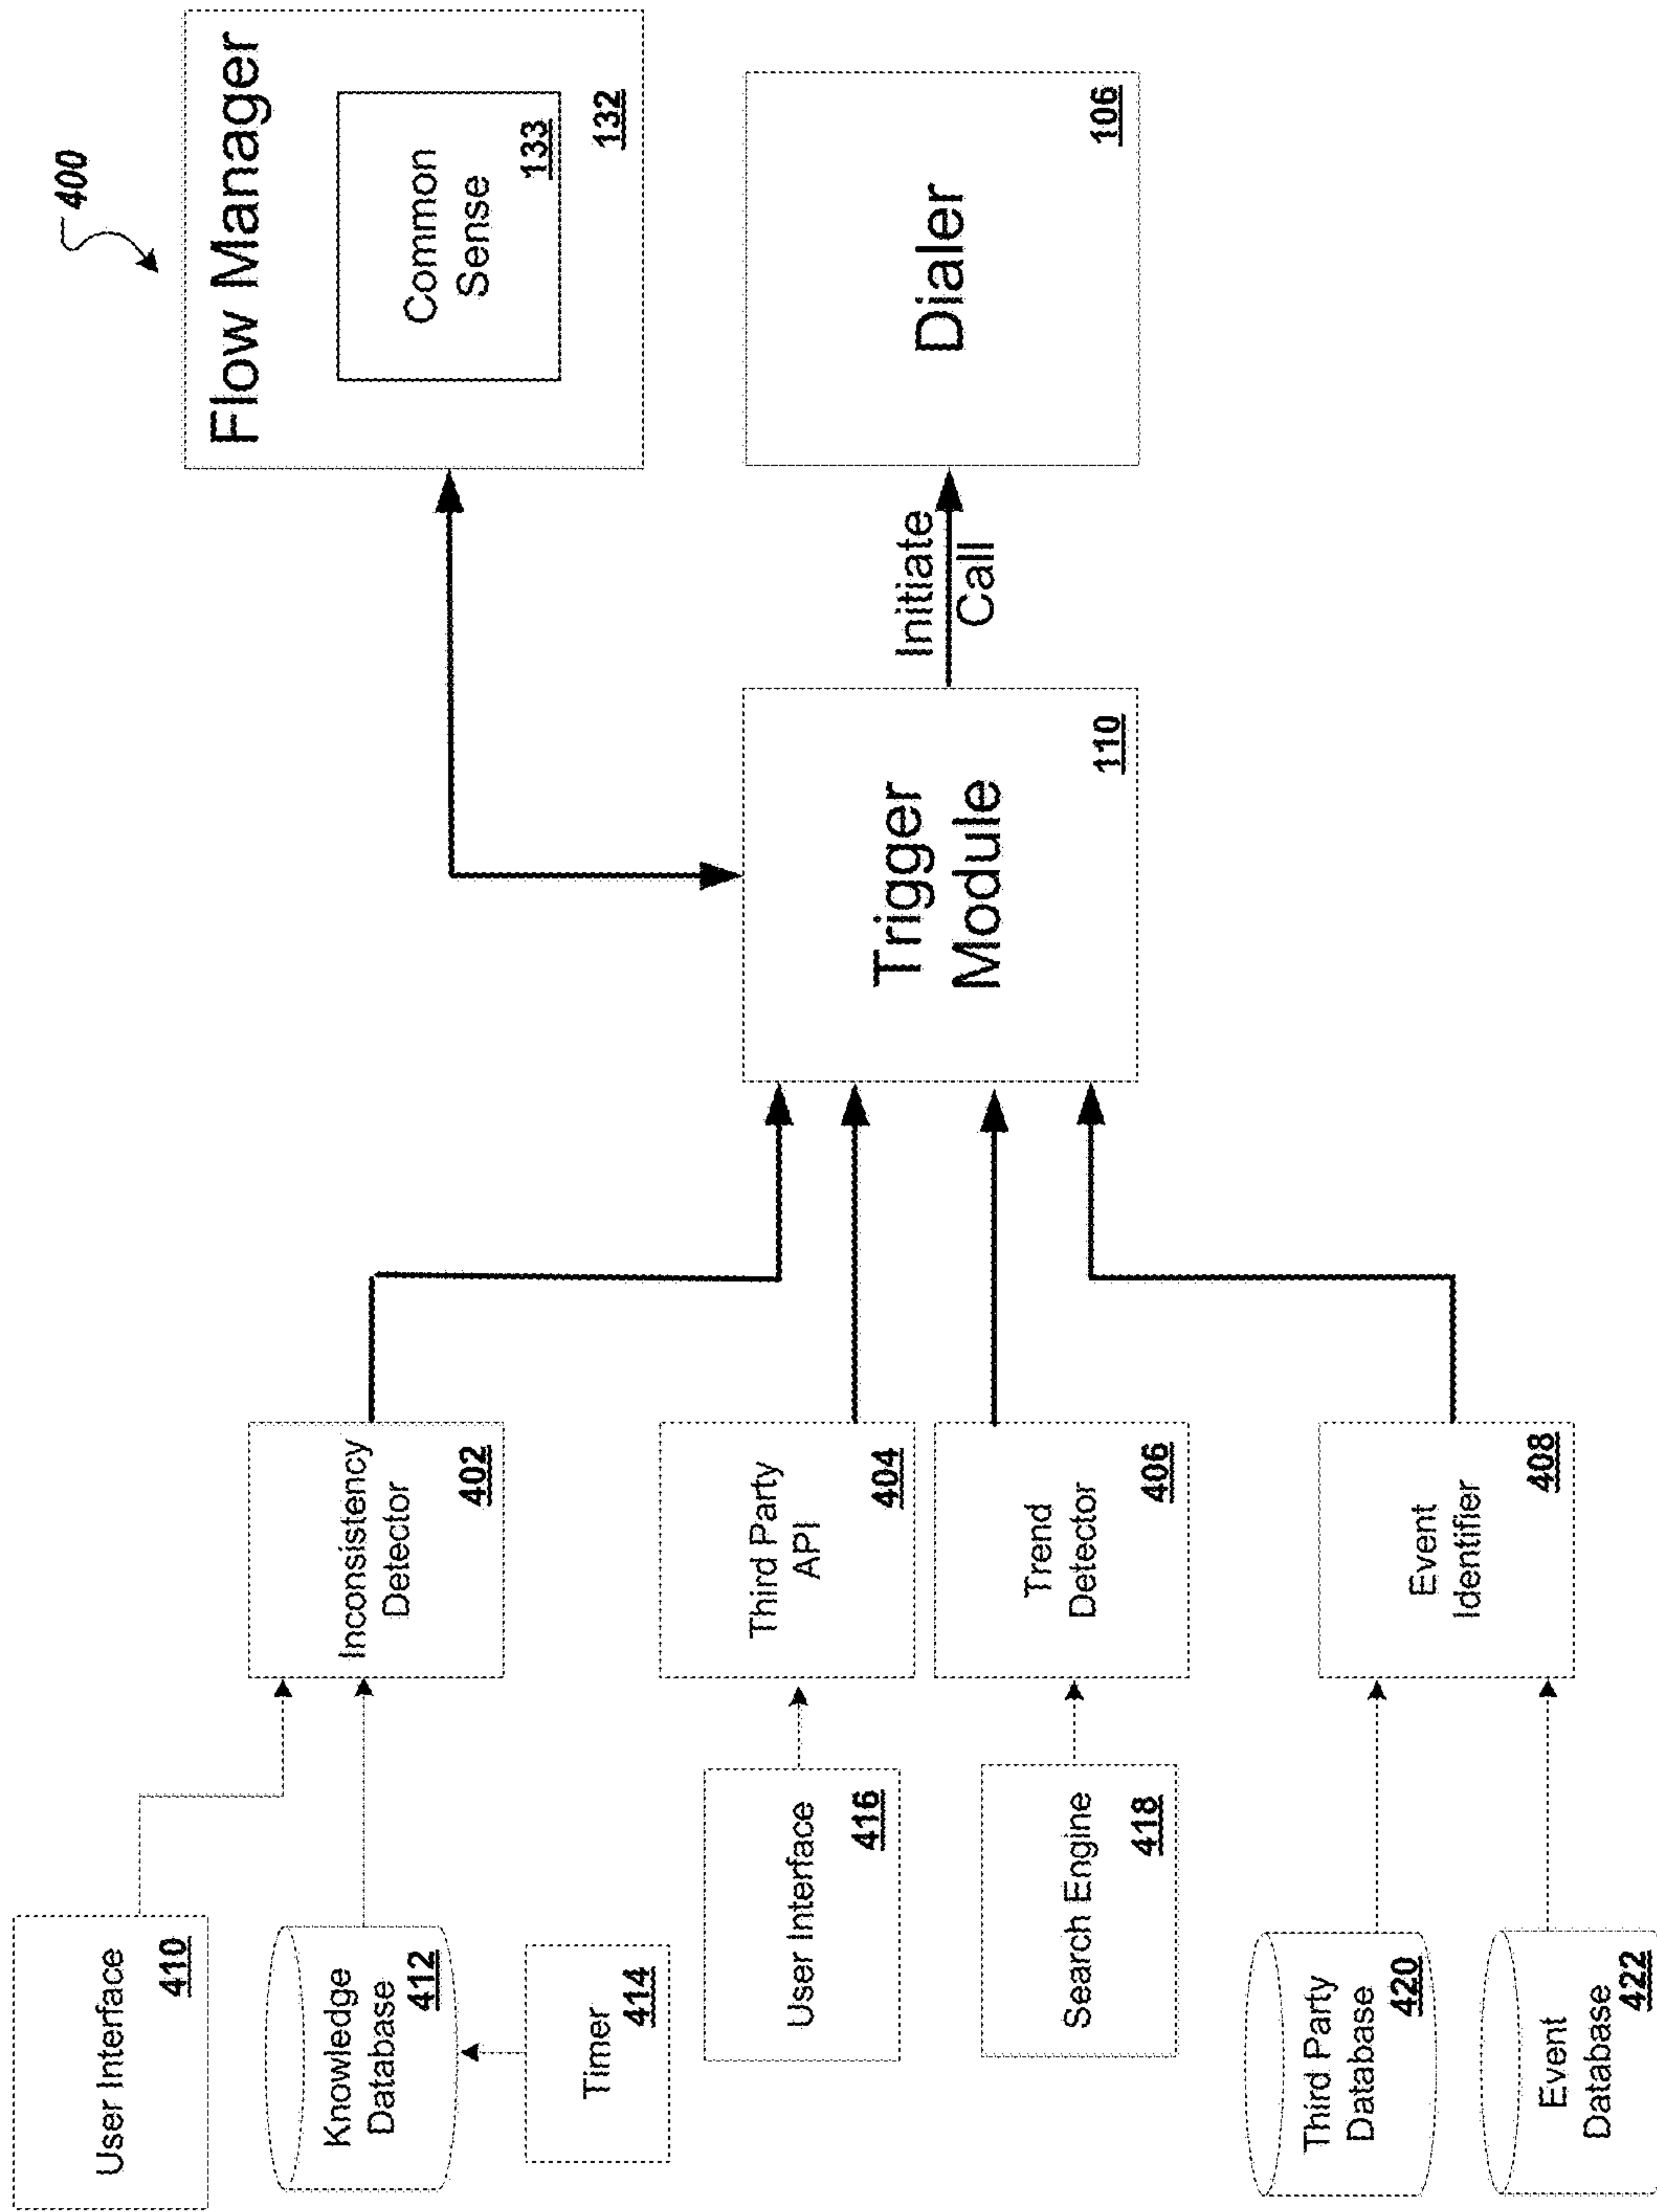 400
User Interface
410
Knowledge
Database
412
Timer
414
User Interface
416
Search Engine
418
Third Party
Database
420
Event
Database
422
Inconsistency
Detector
402
Third Party
API
404
Trend
Detector
406
Event
Identifier
408
Trigger
Module
110
Initiate
Call
Flow Manager
Common
Sense
133
132
Dialer
106